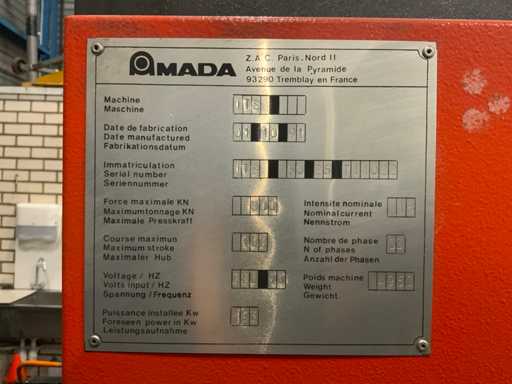 AMADA
Z.A.C. Paris.Nord II
Avenue de la Pyramide
93290 Tremblay en France
Machine
Maschine
Date de fabrication
Date manufactured
Fabrikationsdatum
Immatriculation
Serial number
Seriennummer
Force maximale KN
Maximumtonnage KN
Maximale Presskraft
Intensite nominale
Nominal current
Nennstrom
Course maximun
Maximum stroke
Maximaler Hub
Nombre de phase
N of phases
Anzahl der Phasen
Voltage / HZ
Volts input / HZ
Spannung / Frequenz
Poids machine
Weight
Gewicht
Puissance installee Kw
Foreseen power in Kw
Leistungsaufnahme